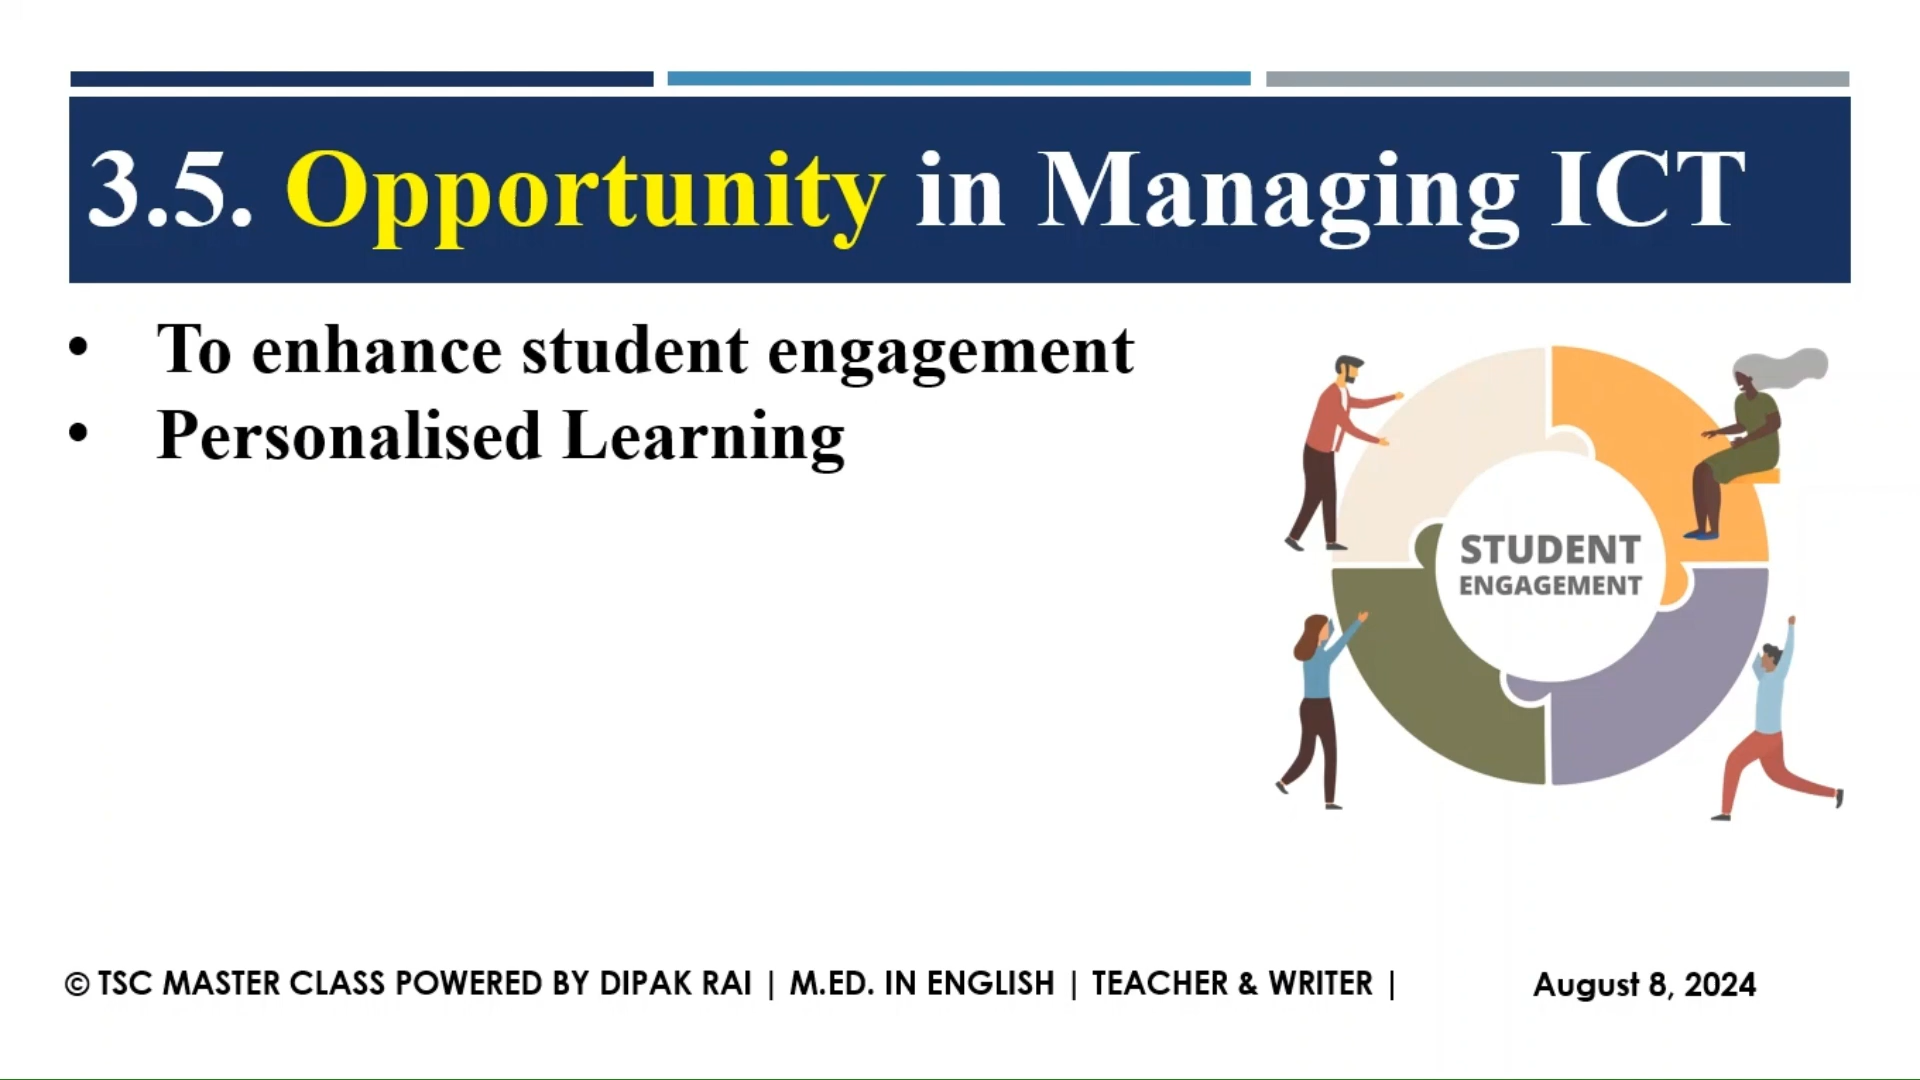 3.5. Opportunity in Managing ICT
• To enhance student engagement
• Personalised Learning
STUDENT
ENGAGEMENT
© TSC MASTER CLASS POWERED BY DIPAK RAI | M.ED. IN ENGLISH | TEACHER & WRITER | August 8, 2024